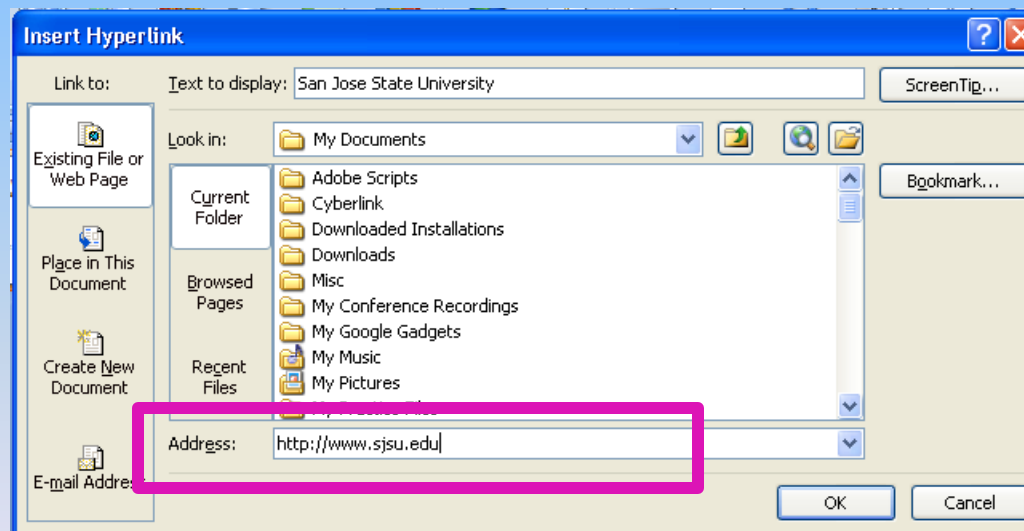 Insert Hyperlink
Link to:
Text to display: San Jose State University
ScreenTip...
Look in: My Documents
Existing File or
Web Page
Bookmark...
Current
Folder
Adobe Scripts
Cyberlink
Downloaded Installations
Downloads
Misc
My Conference Recordings
My Google Gadgets
My Music
My Pictures
Place in This
Document
Browsed
Pages
Create New
Document
Recent
Files
Address: http://www.sjsu.edu
E-mail
OK
Cancel